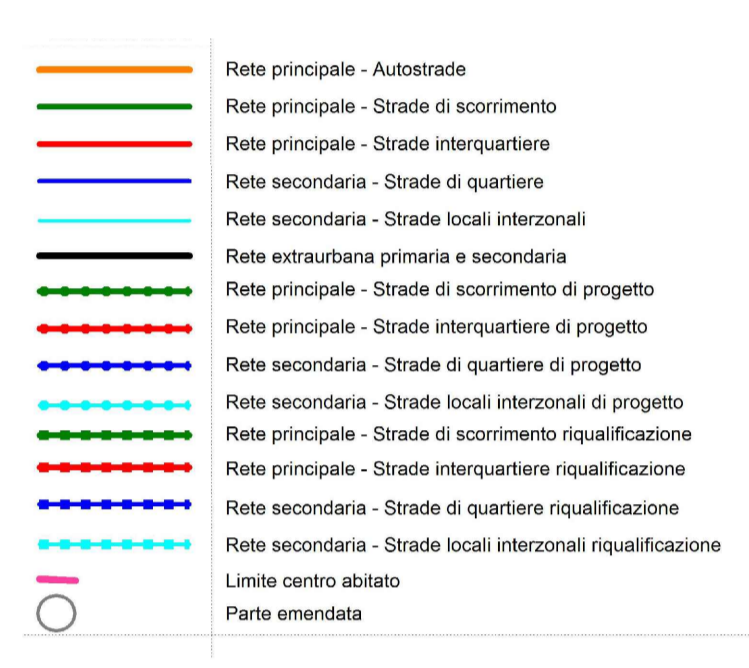 Rete principale - Autostrade
Rete principale - Strade di scorrimento
Rete principale - Strade interquartiere
Rete secondaria - Strade di quartiere
Rete secondaria - Strade locali interzonali
Rete extraurbana primaria e secondaria
Rete principale - Strade di scorrimento di progetto
Rete principale - Strade interquartiere di progetto
Rete secondaria - Strade di quartiere di progetto
Rete secondaria - Strade locali interzonali di progetto
Rete principale - Strade di scorrimento riqualificazione
Rete principale - Strade interquartiere riqualificazione
Rete secondaria - Strade di quartiere riqualificazione
Rete secondaria - Strade locali interzonali riqualificazione
Limite centro abitato
Parte emendata